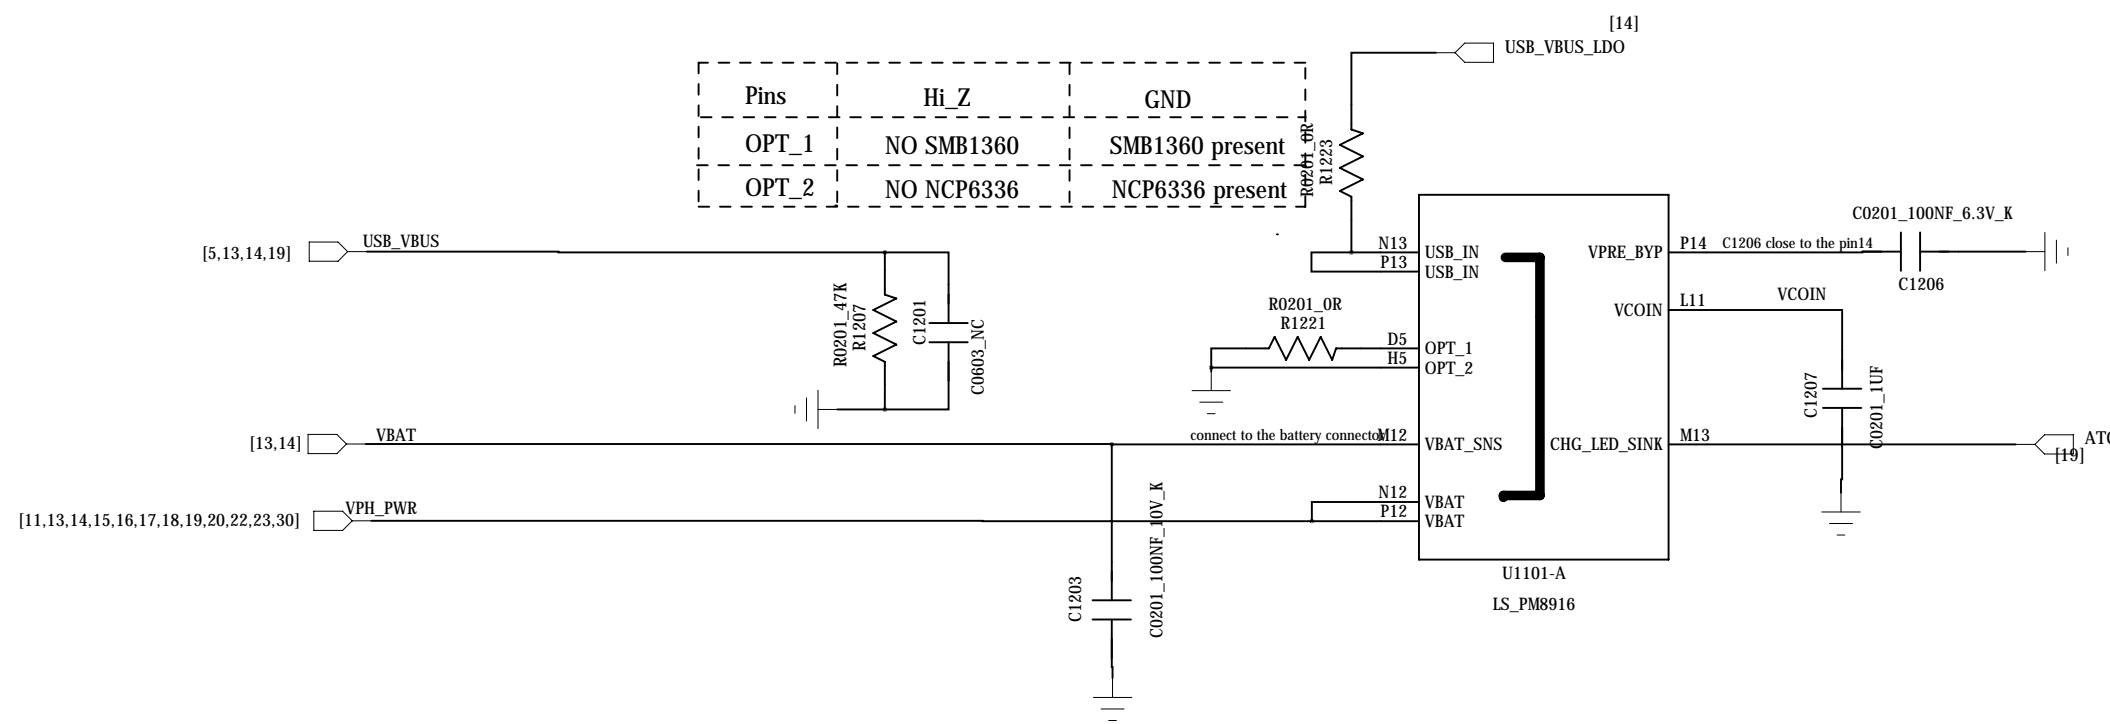 [14]
USB_VBUS_LDO
Pins Hi_Z GND
OPT_1 NO SMB1360 SMB1360 present
OPT_2 NO NCP6336 NCP6336 present
R0201_0R
R1223
C0201_100NF_6.3V_K
[5,13,14,19] USB_VBUS
N13 USB_IN
P13 USB_IN
VPRE_BYP P14 C1206 close to the pin14
C1206
R0201_47K
R1207
C1201
C0603_NC
R0201_0R
R1221
VCOIN L11 VCOIN
D5 OPT_1
H5 OPT_2
C1207
C0201_1UF
[13,14] VBAT
connect to the battery connector M12 VBAT_SNS
CHG_LED_SINK M13
[19]
N12 VBAT
P12 VBAT
[11,13,14,15,16,17,18,19,20,22,23,30] VPH_PWR
C1203
C0201_100NF_10V_K
U1101-A
LS_PM8916